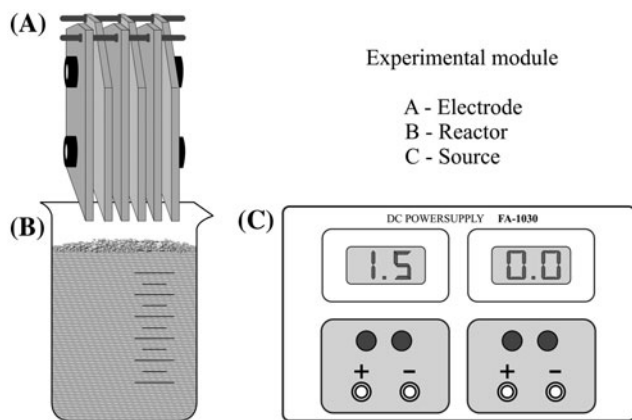 (A)
Experimental module
A - Electrode
B - Reactor
C - Source
(B)
(C)
DC POWERSUPPLY FA-1030
1.5 0.0
+ - + -